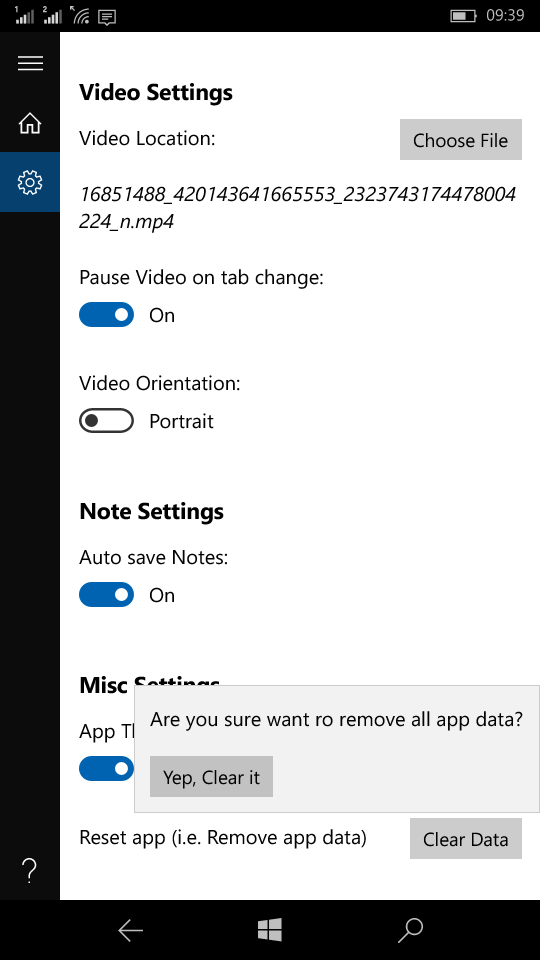 1 2 09:39
Video Settings
Video Location: Choose File
16851488_420143641665553_2323743174478004
224_n.mp4
Pause Video on tab change:
On
Video Orientation:
Portrait
Note Settings
Auto save Notes:
On
Misc Settings
App Th
Are you sure want ro remove all app data?
Yep, Clear it
Reset app (i.e. Remove app data) Clear Data